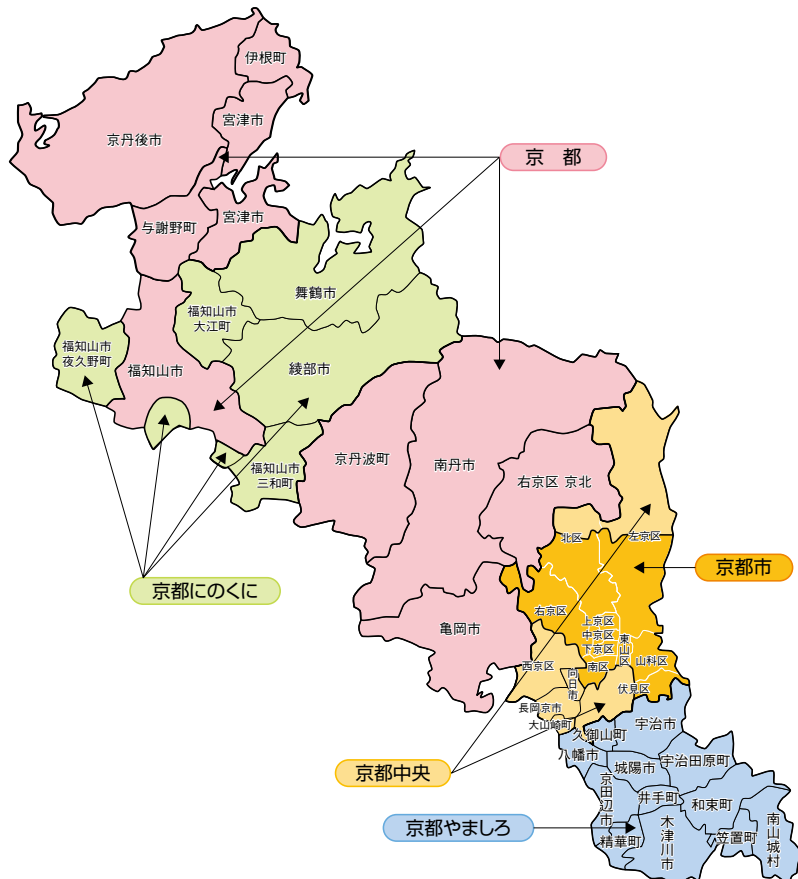 伊根町
宮津市
京丹後市
京　都
与謝野町
宮津市
舞鶴市
福知山市
大江町
福知山市
夜久野町
福知山市
綾部市
京丹波町
南丹市
福知山市
三和町
右京区 京北
北区
左京区
京都市
京都にのくに
右京区
上京区
中京区
下京区
東山区
亀岡市
西京区
南区
山科区
向日市
伏見区
長岡京市
大山崎町
宇治市
久御山町
八幡市
城陽市
宇治田原町
京都中央
京田辺市
井手町
和束町
京都やましろ
精華町
木津川市
笠置町
南山城村